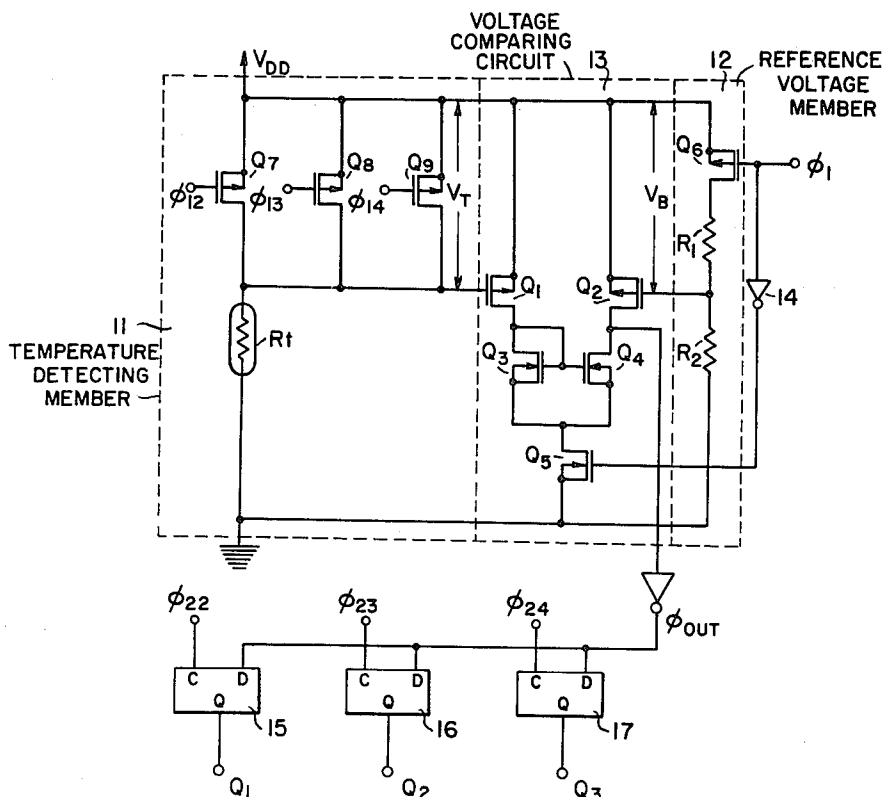 VOLTAGE
COMPARING
CIRCUIT
13
12
REFERENCE
VOLTAGE
MEMBER
VDD
Q7
Q8
Q9
VT
VB
Q6
ϕ1
ϕ12
ϕ13
ϕ14
R1
14
Q1
Q2
11
TEMPERATURE
DETECTING
MEMBER
Rt
Q3
Q4
R2
Q5
ϕ22
ϕ23
ϕ24
ϕOUT
C D
Q
15
C D
Q
16
C D
Q
17
Q1
Q2
Q3